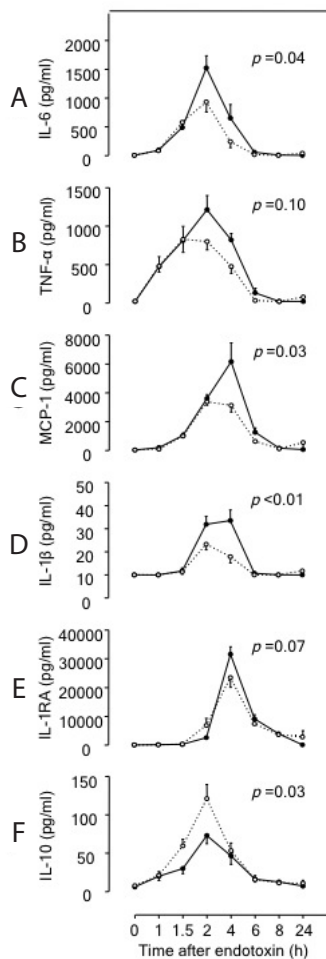 A
IL-6 (pg/ml)
2000
1500
1000
500
0
p=0.04
B
TNF-α (pg/ml)
1500
1000
500
0
p=0.10
C
MCP-1 (pg/ml)
8000
6000
4000
2000
0
p=0.03
D
IL-1β (pg/ml)
50
40
30
20
10
0
p<0.01
E
IL-1RA (pg/ml)
40000
30000
20000
10000
0
p=0.07
F
IL-10 (pg/ml)
150
100
50
0
p=0.03
0 1 1.5 2 4 6 8 24
Time after endotoxin (h)